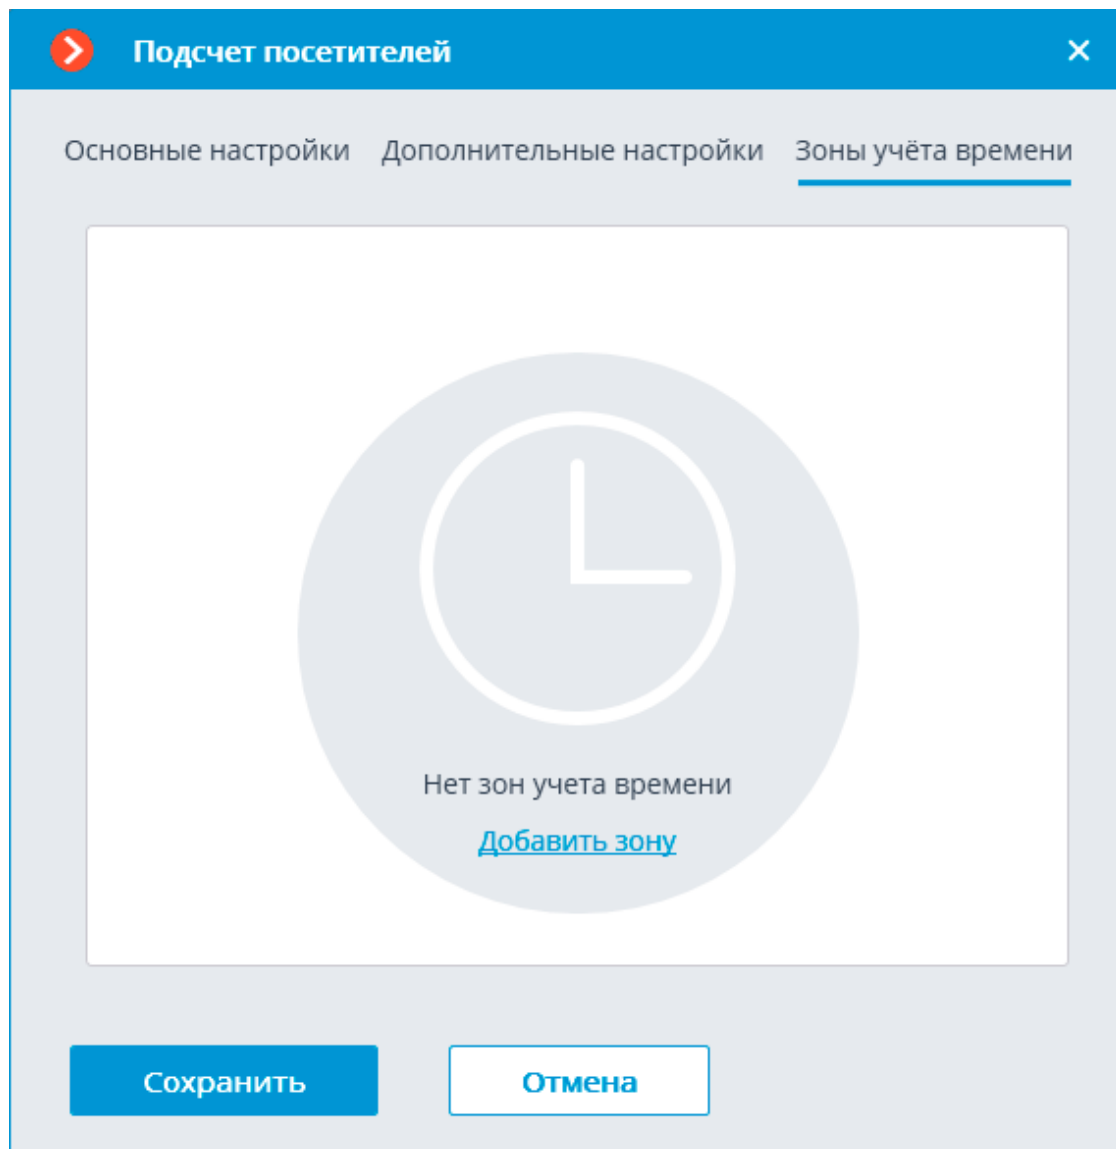 Подсчет посетителей
Основные настройки Дополнительные настройки Зоны учёта времени
Нет зон учета времени
Добавить зону
Сохранить Отмена